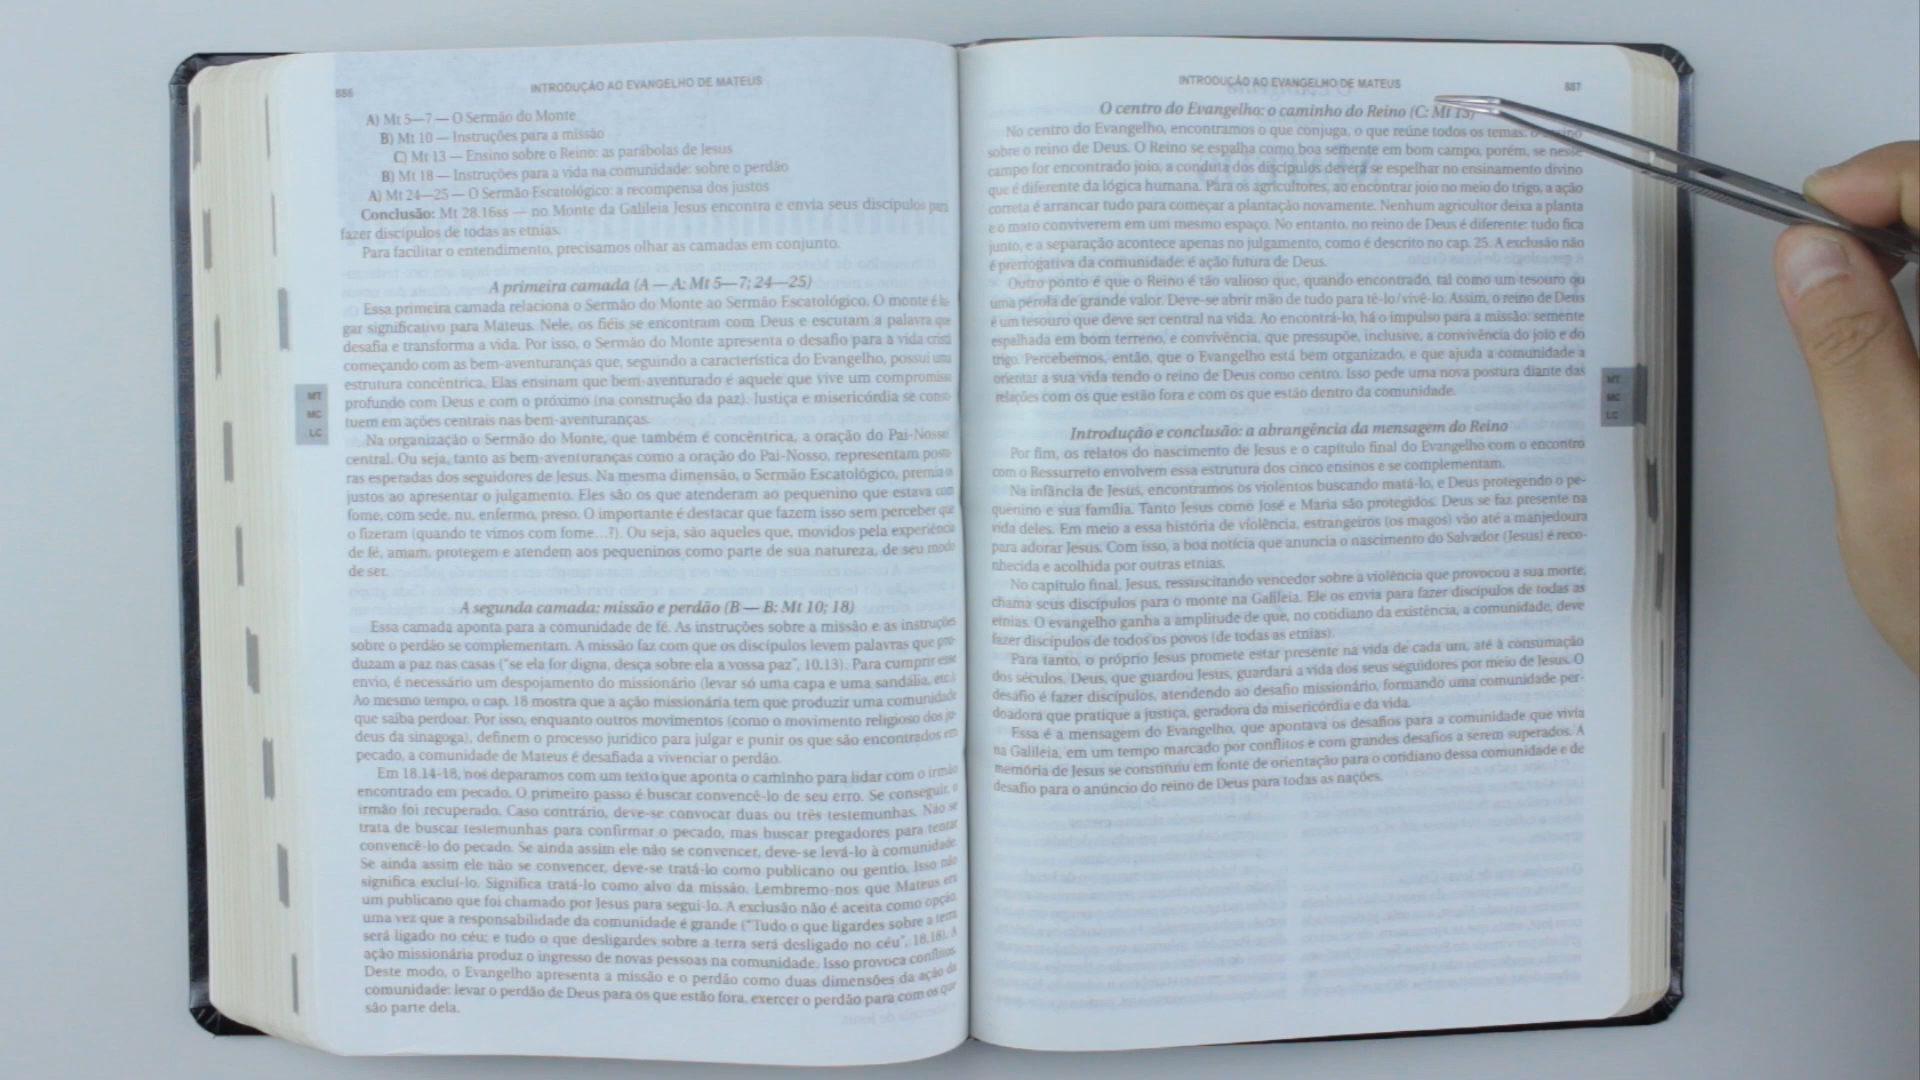 686
INTRODUÇÃO AO EVANGELHO DE MATEUS
A) Mt 5—7 — O Sermão do Monte
B) Mt 10 — Instruções para a missão
C) Mt 13 — Ensino sobre o Reino: as parábolas de Jesus
B) Mt 18 — Instruções para a vida na comunidade: sobre o perdão
A) Mt 24—25 — O Sermão Escatológico: a recompensa dos justos
Conclusão: Mt 28.16ss — no Monte da Galileia Jesus encontra e envia seus discípulos para
fazer discípulos de todas as etnias.
Para facilitar o entendimento, precisamos olhar as camadas em conjunto.
A primeira camada (A — A: Mt 5—7; 24—25)
Essa primeira camada relaciona o Sermão do Monte ao Sermão Escatológico. O monte é lu-
gar significativo para Mateus. Nele, os fiéis se encontram com Deus e escutam a palavra que
desafia e transforma a vida. Por isso, o Sermão do Monte apresenta o desafio para a vida cristã
começando com as bem-aventuranças que, seguindo a característica do Evangelho, possui uma
estrutura concêntrica. Elas ensinam que bem-aventurado é aquele que vive um compromisso
profundo com Deus e com o próximo (na construção da paz). Justiça e misericórdia se consti-
tuem em ações centrais nas bem-aventuranças.
Na organização o Sermão do Monte, que também é concêntrica, a oração do Pai-Nosso
central. Ou seja, tanto as bem-aventuranças como a oração do Pai-Nosso, representam postu-
ras esperadas dos seguidores de Jesus. Na mesma dimensão, o Sermão Escatológico, premia os
justos ao apresentar o julgamento. Eles são os que atenderam ao pequenino que estava com
fome, com sede, nu, enfermo, preso. O importante é destacar que fazem isso sem perceber que
o fizeram (quando te vimos com fome...?). Ou seja, são aqueles que, movidos pela experiência
de fé, amam, protegem e atendem aos pequeninos como parte de sua natureza, de seu modo
de ser.
A segunda camada: missão e perdão (B — B: Mt 10; 18)
Essa camada aponta para a comunidade de fé. As instruções sobre a missão e as instruções
sobre o perdão se complementam. A missão faz com que os discípulos levem palavras que pro-
duzam a paz nas casas ("se ela for digna, desça sobre ela a vossa paz", 10.13). Para cumprir esse
envio, é necessário um despojamento do missionário (levar só uma capa e uma sandália, etc.)
Ao mesmo tempo, o cap. 18 mostra que a ação missionária tem que produzir uma comunidade
que saiba perdoar. Por isso, enquanto outros movimentos (como o movimento religioso dos ju-
deus da sinagoga), definem o processo jurídico para julgar e punir os que são encontrados em
pecado, a comunidade de Mateus é desafiada a vivenciar o perdão.
Em 18.14-18, nos deparamos com um texto que aponta o caminho para lidar com o irmão
encontrado em pecado. O primeiro passo é buscar convencê-lo de seu erro. Se conseguir, o
irmão foi recuperado. Caso contrário, deve-se convocar duas ou três testemunhas. Não se
trata de buscar testemunhas para confirmar o pecado, mas buscar pregadores para tentar
convencê-lo do pecado. Se ainda assim ele não se convencer, deve-se levá-lo à comunidade
Se ainda assim ele não se convencer, deve-se tratá-lo como publicano ou gentio. Isso não
significa excluí-lo. Significa tratá-lo como alvo da missão. Lembremo-nos que Mateus era
um publicano que foi chamado por Jesus para segui-lo. A exclusão não é aceita como opção,
uma vez que a responsabilidade da comunidade é grande ("Tudo o que ligardes sobre a terra
será ligado no céu; e tudo o que desligardes sobre a terra será desligado no céu", 18.18). A
ação missionária produz o ingresso de novas pessoas na comunidade. Isso provoca conflitos.
Deste modo, o Evangelho apresenta a missão e o perdão como duas dimensões da ação da
comunidade: levar o perdão de Deus para os que estão fora, exercer o perdão para com os que
são parte dela.
MT
MC
LC
INTRODUÇÃO AO EVANGELHO DE MATEUS
687
O centro do Evangelho: o caminho do Reino (C: Mt 13)
No centro do Evangelho, encontramos o que conjuga, o que reúne todos os temas: o ensino
sobre o reino de Deus. O Reino se espalha como boa semente em bom campo, porém, se nesse
campo for encontrado joio, a conduta dos discípulos deverá se espelhar no ensinamento divino
que é diferente da lógica humana. Para os agricultores, ao encontrar joio no meio do trigo, a ação
correta é arrancar tudo para começar a plantação novamente. Nenhum agricultor deixa a planta
e o mato conviverem em um mesmo espaço. No entanto, no reino de Deus é diferente: tudo fica
junto, e a separação acontece apenas no julgamento, como é descrito no cap. 25. A exclusão não
é prerrogativa da comunidade: é ação futura de Deus.
Outro ponto é que o Reino é tão valioso que, quando encontrado, tal como um tesouro ou
uma pérola de grande valor. Deve-se abrir mão de tudo para tê-lo/vivê-lo. Assim, o reino de Deus
é um tesouro que deve ser central na vida. Ao encontrá-lo, há o impulso para a missão: semente
espalhada em bom terreno, e convivência, que pressupõe, inclusive, a convivência do joio e do
trigo. Percebemos, então, que o Evangelho está bem organizado, e que ajuda a comunidade a
orientar a sua vida tendo o reino de Deus como centro. Isso pede uma nova postura diante das
relações com os que estão fora e com os que estão dentro da comunidade.
Introdução e conclusão: a abrangência da mensagem do Reino
Por fim, os relatos do nascimento de Jesus e o capítulo final do Evangelho com o encontro
com o Ressurreto envolvem essa estrutura dos cinco ensinos e se complementam.
Na infância de Jesus, encontramos os violentos buscando matá-lo, e Deus protegendo o pe-
quenino e sua família. Tanto Jesus como José e Maria são protegidos. Deus se faz presente na
vida deles. Em meio a essa história de violência, estrangeiros (os magos) vão até a manjedoura
para adorar Jesus. Com isso, a boa notícia que anuncia o nascimento do Salvador (Jesus) é reco-
nhecida e acolhida por outras etnias.
No capítulo final, Jesus, ressuscitando vencedor sobre a violência que provocou a sua morte,
chama seus discípulos para o monte na Galileia. Ele os envia para fazer discípulos de todas as
etnias. O evangelho ganha a amplitude de que, no cotidiano da existência, a comunidade, deve
fazer discípulos de todos os povos (de todas as etnias).
Para tanto, o próprio Jesus promete estar presente na vida de cada um, até à consumação
dos séculos. Deus, que guardou Jesus, guardará a vida dos seus seguidores por meio de Jesus. O
desafio é fazer discípulos, atendendo ao desafio missionário, formando uma comunidade per-
doadora que pratique a justiça, geradora da misericórdia e da vida.
Essa é a mensagem do Evangelho, que apontava os desafios para a comunidade que vivia
na Galileia, em um tempo marcado por conflitos e com grandes desafios a serem superados. A
memória de Jesus se constituiu em fonte de orientação para o cotidiano dessa comunidade e de
desafio para o anúncio do reino de Deus para todas as nações.
MT
MC
LC